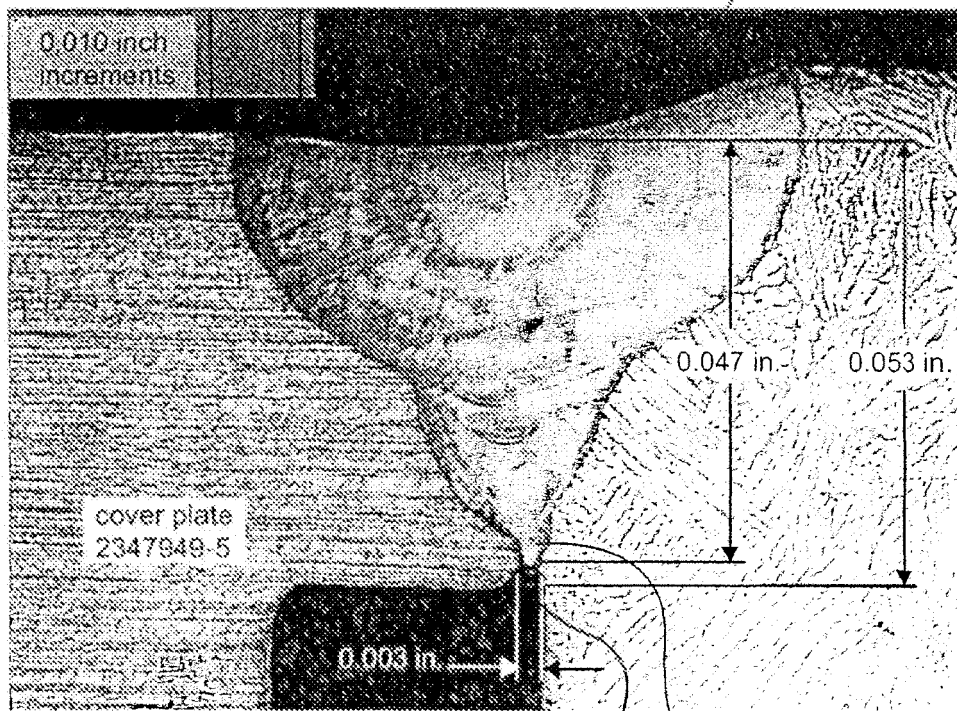 0.010 inch
increments
0.047 in.
0.053 in.
cover plate
2347949-5
0.003 in.